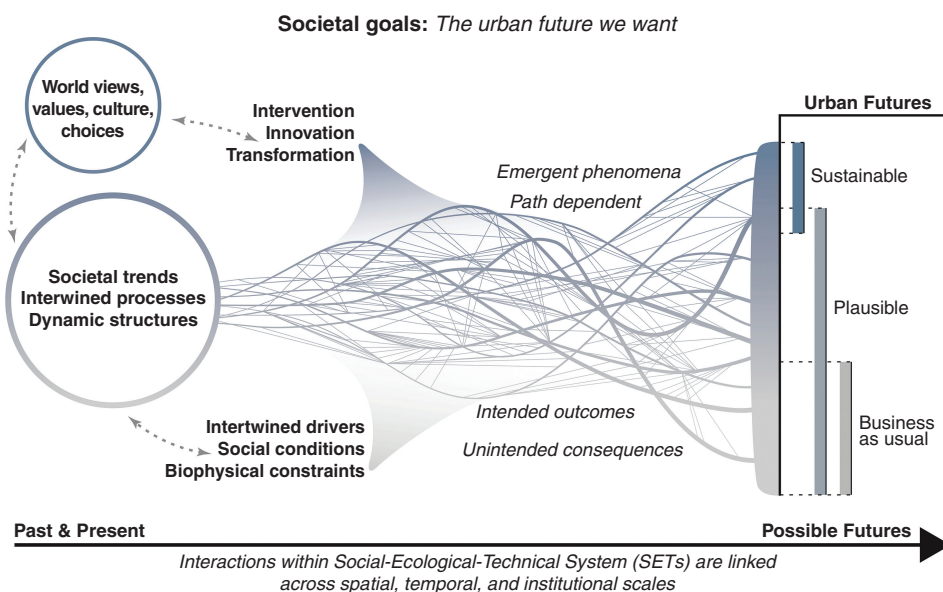 Societal goals: The urban future we want
World views,
values, culture,
choices
Intervention
Innovation
Transformation
Urban Futures
Emergent phenomena
Path dependent
Sustainable
Societal trends
Interwined processes
Dynamic structures
Plausible
Intertwined drivers
Social conditions
Biophysical constraints
Intended outcomes
Unintended consequences
Business
as usual
Past & Present
Possible Futures
Interactions within Social-Ecological-Technical System (SETs) are linked
across spatial, temporal, and institutional scales